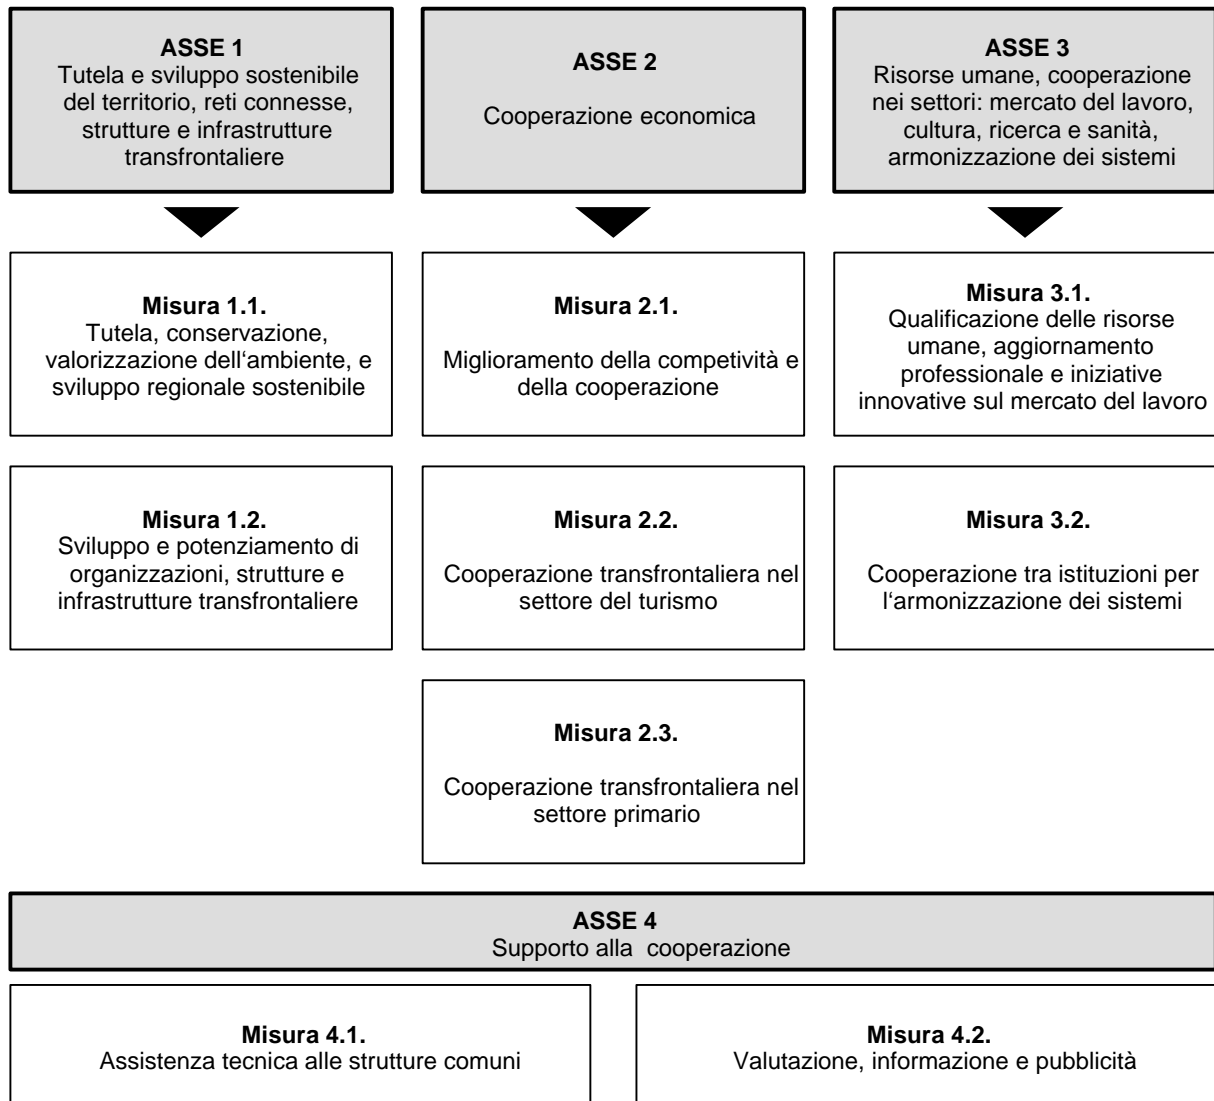 ASSE 1
Tutela e sviluppo sostenibile
del territorio, reti connesse,
strutture e infrastrutture
transfrontaliere
ASSE 2
Cooperazione economica
ASSE 3
Risorse umane, cooperazione
nei settori: mercato del lavoro,
cultura, ricerca e sanità,
armonizzazione dei sistemi
Misura 1.1.
Tutela, conservazione,
valorizzazione dell‘ambiente, e
sviluppo regionale sostenibile
Misura 2.1.
Miglioramento della competività e
della cooperazione
Misura 3.1.
Qualificazione delle risorse
umane, aggiornamento
professionale e iniziative
innovative sul mercato del lavoro
Misura 1.2.
Sviluppo e potenziamento di
organizzazioni, strutture e
infrastrutture transfrontaliere
Misura 2.2.
Cooperazione transfrontaliera nel
settore del turismo
Misura 3.2.
Cooperazione tra istituzioni per
l‘armonizzazione dei sistemi
Misura 2.3.
Cooperazione transfrontaliera nel
settore primario
ASSE 4
Supporto alla cooperazione
Misura 4.1.
Assistenza tecnica alle strutture comuni
Misura 4.2.
Valutazione, informazione e pubblicità